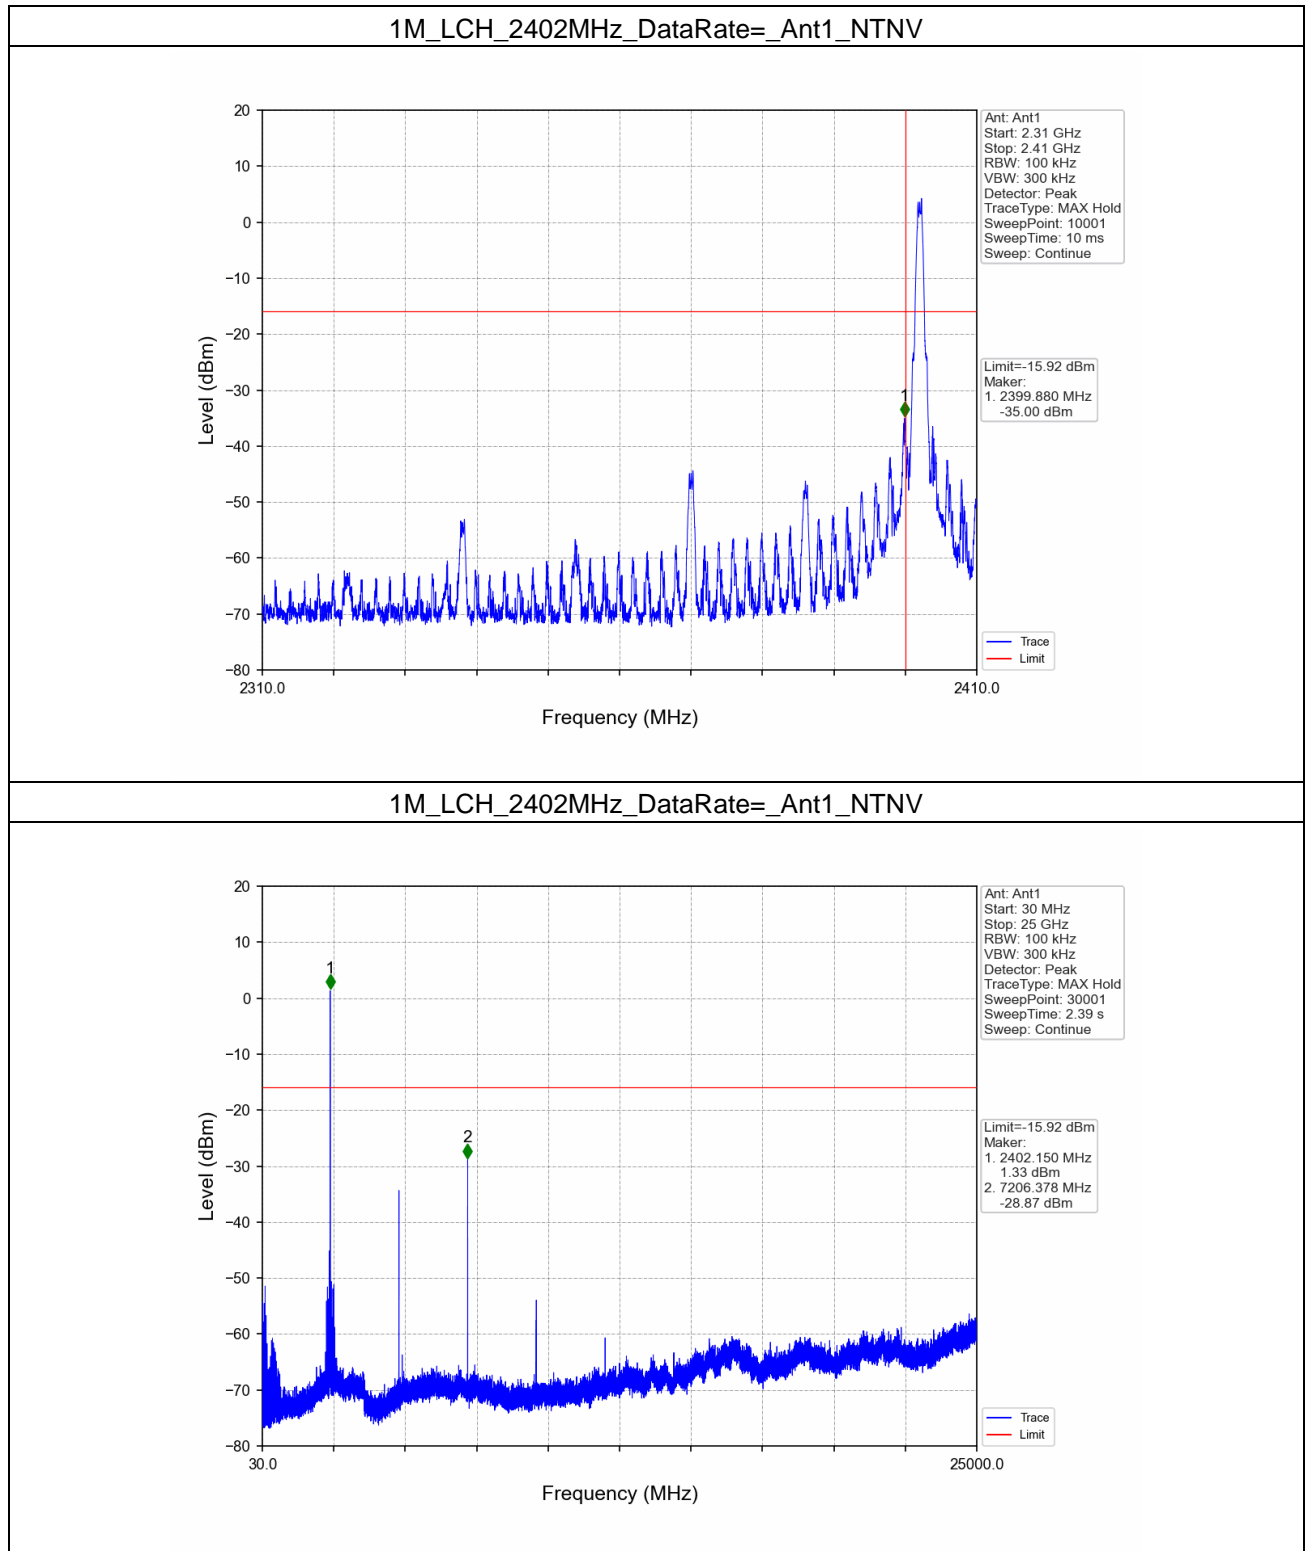 1M_LCH_2402MHz_DataRate=_Ant1_NTNV
20
10
0
−10
−20
−30
−40
−50
−60
−70
−80
Level (dBm)
2310.0
2410.0
Frequency (MHz)
1
Ant: Ant1
Start: 2.31 GHz
Stop: 2.41 GHz
RBW: 100 kHz
VBW: 300 kHz
Detector: Peak
TraceType: MAX Hold
SweepPoint: 10001
SweepTime: 10 ms
Sweep: Continue
Limit=-15.92 dBm
Maker:
1. 2399.880 MHz
-35.00 dBm
Trace
Limit
1M_LCH_2402MHz_DataRate=_Ant1_NTNV
20
10
0
−10
−20
−30
−40
−50
−60
−70
−80
Level (dBm)
30.0
25000.0
Frequency (MHz)
1
2
Ant: Ant1
Start: 30 MHz
Stop: 25 GHz
RBW: 100 kHz
VBW: 300 kHz
Detector: Peak
TraceType: MAX Hold
SweepPoint: 30001
SweepTime: 2.39 s
Sweep: Continue
Limit=-15.92 dBm
Maker:
1. 2402.150 MHz
1.33 dBm
2. 7206.378 MHz
-28.87 dBm
Trace
Limit